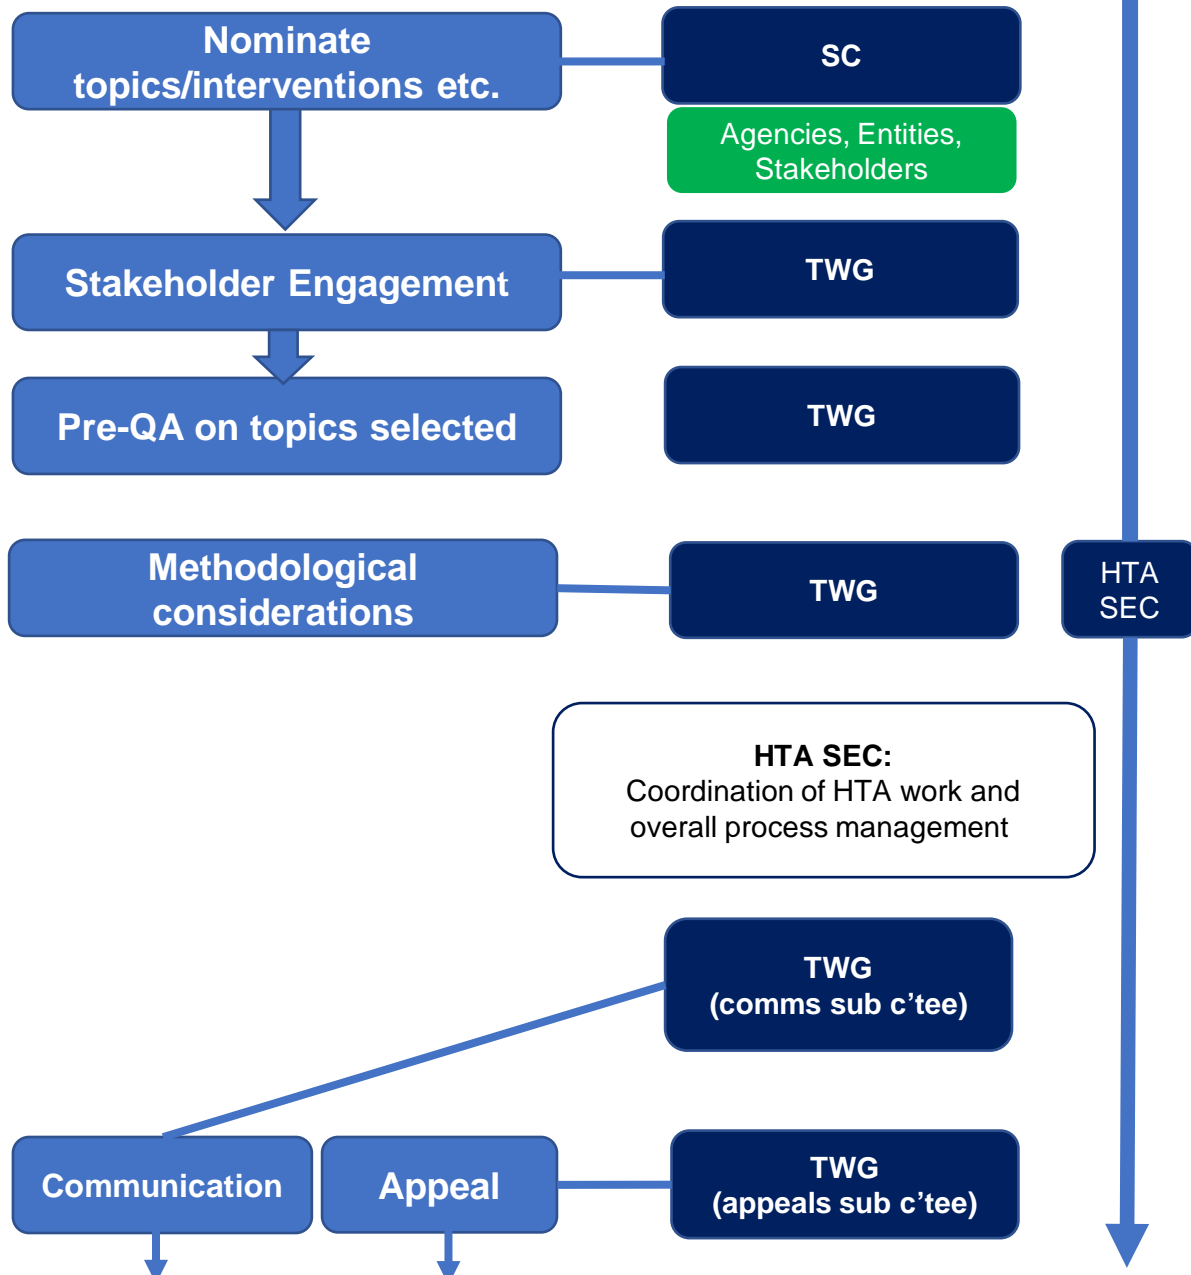 Nominate
topics/interventions etc.
SC
Agencies, Entities,
Stakeholders
Stakeholder Engagement
TWG
Pre-QA on topics selected
TWG
Methodological
considerations
TWG
HTA
SEC
HTA SEC:
Coordination of HTA work and
overall process management
TWG
(comms sub c’tee)
Communication
Appeal
TWG
(appeals sub c’tee)